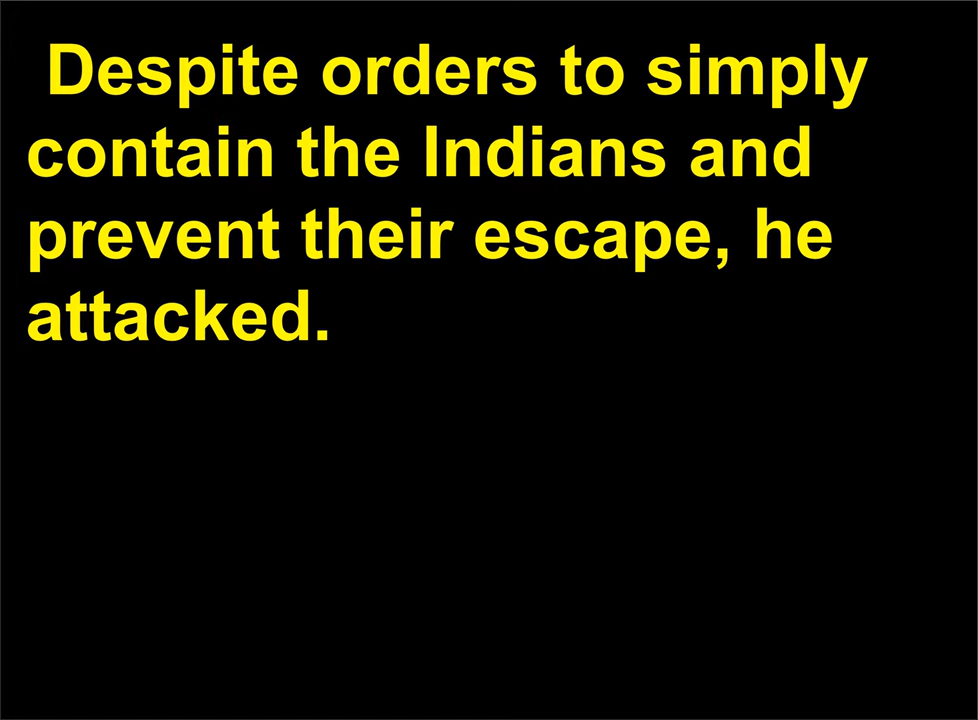 Despite orders to simply
contain the Indians and
prevent their escape, he
attacked.